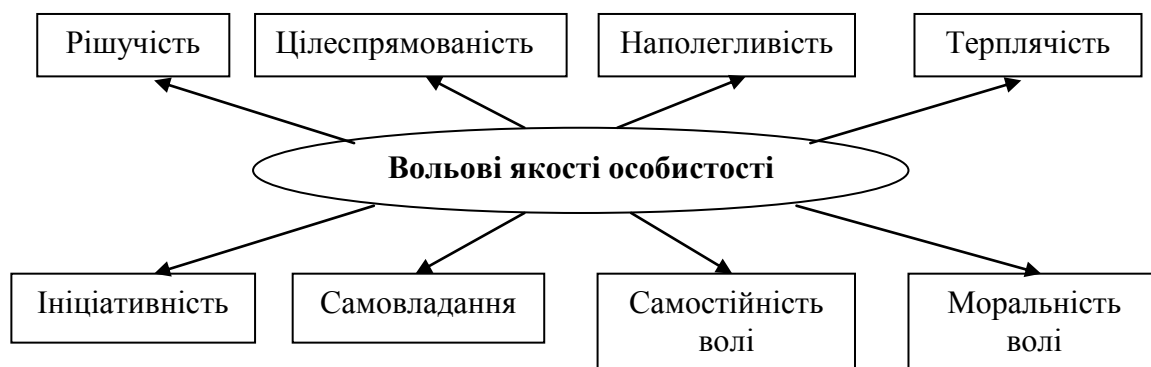 Рішучість
Цілеспрямованість
Наполегливість
Терплячість
Вольові якості особистості
Ініціативність
Самовладання
Самостійність
волі
Моральність
волі